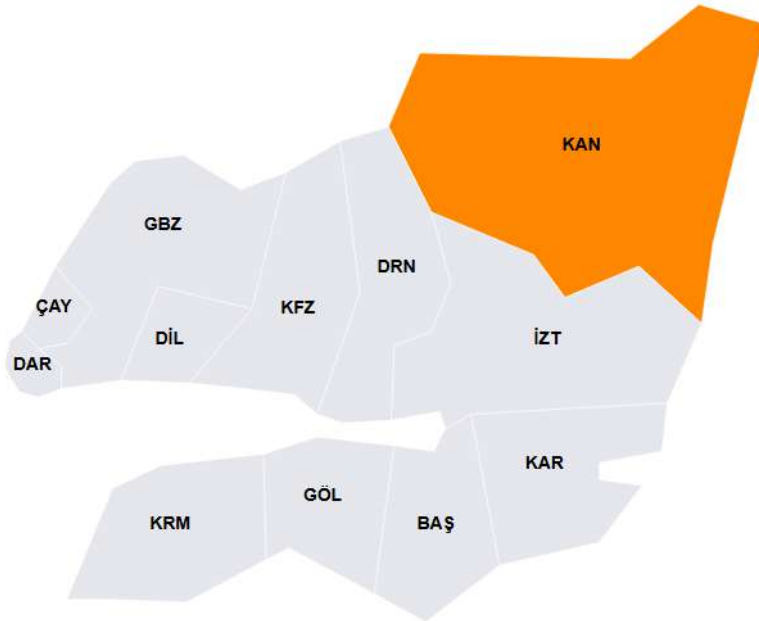 KAN
GBZ
DRN
ÇAY
KFZ
DİL
İZT
DAR
KAR
GÖL
KRM
BAŞ